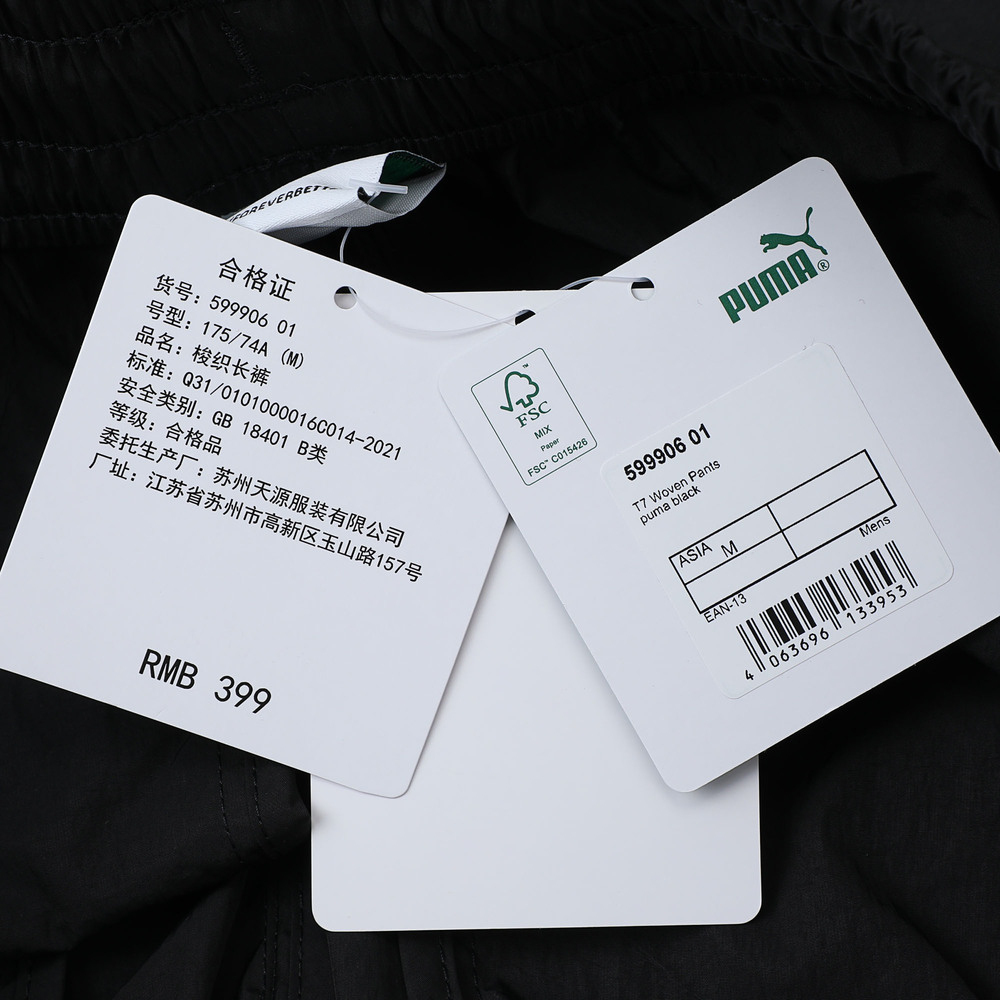 FOREVERBETT
合格证
货号: 599906 01
号型: 175/74A (M)
品名: 梭织长裤
标准: Q31/0101000016C014-2021
安全类别: GB 18401 B类
等级: 合格品
委托生产厂: 苏州天源服装有限公司
厂址: 江苏省苏州市高新区玉山路157号
RMB 399
PUMA®
FSC™
MIX
Paper
FSC™ C015426
599906 01
T7 Woven Pants
puma black
ASIA M
Mens
EAN-13
4 063696 133953